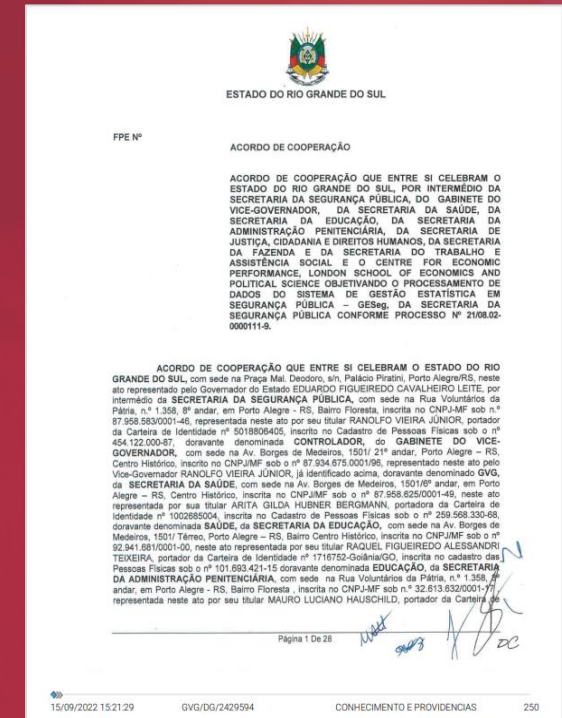 ESTADO DO RIO GRANDE DO SUL
FPE Nº
ACORDO DE COOPERAÇÃO
ACORDO DE COOPERAÇÃO QUE ENTRE SI CELEBRAM O
ESTADO DO RIO GRANDE DO SUL, POR INTERMÉDIO DA
SECRETARIA DA SEGURANÇA PÚBLICA, DO GABINETE DO
VICE-GOVERNADOR, DA SECRETARIA DA SAÚDE, DA
SECRETARIA DA EDUCAÇÃO, DA SECRETARIA DA
ADMINISTRAÇÃO PENITENCIÁRIA, DA SECRETARIA DE
JUSTIÇA, CIDADANIA E DIREITOS HUMANOS, DA SECRETARIA
DA FAZENDA E DA SECRETARIA DO TRABALHO E
ASSISTÊNCIA SOCIAL E O CENTRE FOR ECONOMIC
PERFORMANCE, LONDON SCHOOL OF ECONOMICS AND
POLITICAL SCIENCE OBJETIVANDO O PROCESSAMENTO DE
DADOS DO SISTEMA DE GESTÃO ESTATÍSTICA EM
SEGURANÇA PÚBLICA – GESeg, DA SECRETARIA DA
SEGURANÇA PÚBLICA CONFORME PROCESSO Nº 21/08.02-
0000111-9.
ACORDO DE COOPERAÇÃO QUE ENTRE SI CELEBRAM O ESTADO DO RIO
GRANDE DO SUL, com sede na Praça Mal. Deodoro, s/n, Palácio Piratini, Porto Alegre/RS, neste
ato representado pelo Governador do Estado EDUARDO FIGUEIREDO CAVALHEIRO LEITE, por
intermédio da SECRETARIA DA SEGURANÇA PÚBLICA, com sede na Rua Voluntários da
Pátria, n.º 1.358, 8º andar, em Porto Alegre - RS, Bairro Floresta, inscrita no CNPJ-MF sob n.º
87.958.583/0001-46, representada neste ato por seu titular RANOLFO VIEIRA JÚNIOR, portador
da Carteira de Identidade nº 5018806405, inscrito no Cadastro de Pessoas Físicas sob o nº
454.122.000-87, doravante denominada CONTROLADOR, do GABINETE DO VICE-
GOVERNADOR, com sede na Av. Borges de Medeiros, 1501/ 21º andar, Porto Alegre – RS,
Centro Histórico, inscrito no CNPJ/MF sob o nº 87.934.675.0001/96, representado neste ato pelo
Vice-Governador RANOLFO VIEIRA JÚNIOR, já identificado acima, doravante denominado GVG,
da SECRETARIA DA SAÚDE, com sede na Av. Borges de Medeiros, 1501/6º andar, em Porto
Alegre – RS, Centro Histórico, inscrita no CNPJ/MF sob o nº 87.958.625/0001-49, neste ato
representada por sua titular ARITA GILDA HUBNER BERGMANN, portadora da Carteira de
Identidade nº 1002685004, inscrita no Cadastro de Pessoas Físicas sob o nº 259.568.330-68,
doravante denominada SAÚDE, da SECRETARIA DA EDUCAÇÃO, com sede na Av. Borges de
Medeiros, 1501/ Térreo, Porto Alegre – RS, Bairro Centro Histórico, inscrito no CNPJ/MF sob o nº
92.941.681/0001-00, neste ato representada por seu titular RAQUEL FIGUEIREDO ALESSANDRI
TEIXEIRA, portador da Carteira de Identidade nº 1716752-Goiânia/GO, inscrita no cadastro das
Pessoas Físicas sob o nº 101.693.421-15 doravante denominada EDUCAÇÃO, da SECRETARIA
DA ADMINISTRAÇÃO PENITENCIÁRIA, com sede na Rua Voluntários da Pátria, n.º 1.358,
andar, em Porto Alegre - RS, Bairro Floresta , inscrita no CNPJ-MF sob n.º 32.613.632/0001-
representada neste ato por seu titular MAURO LUCIANO HAUSCHILD, portador da Carteira de
Página 1 De 28
DC
15/09/2022 15:21:29
GVG/DG/2429594
CONHECIMENTO E PROVIDENCIAS
250